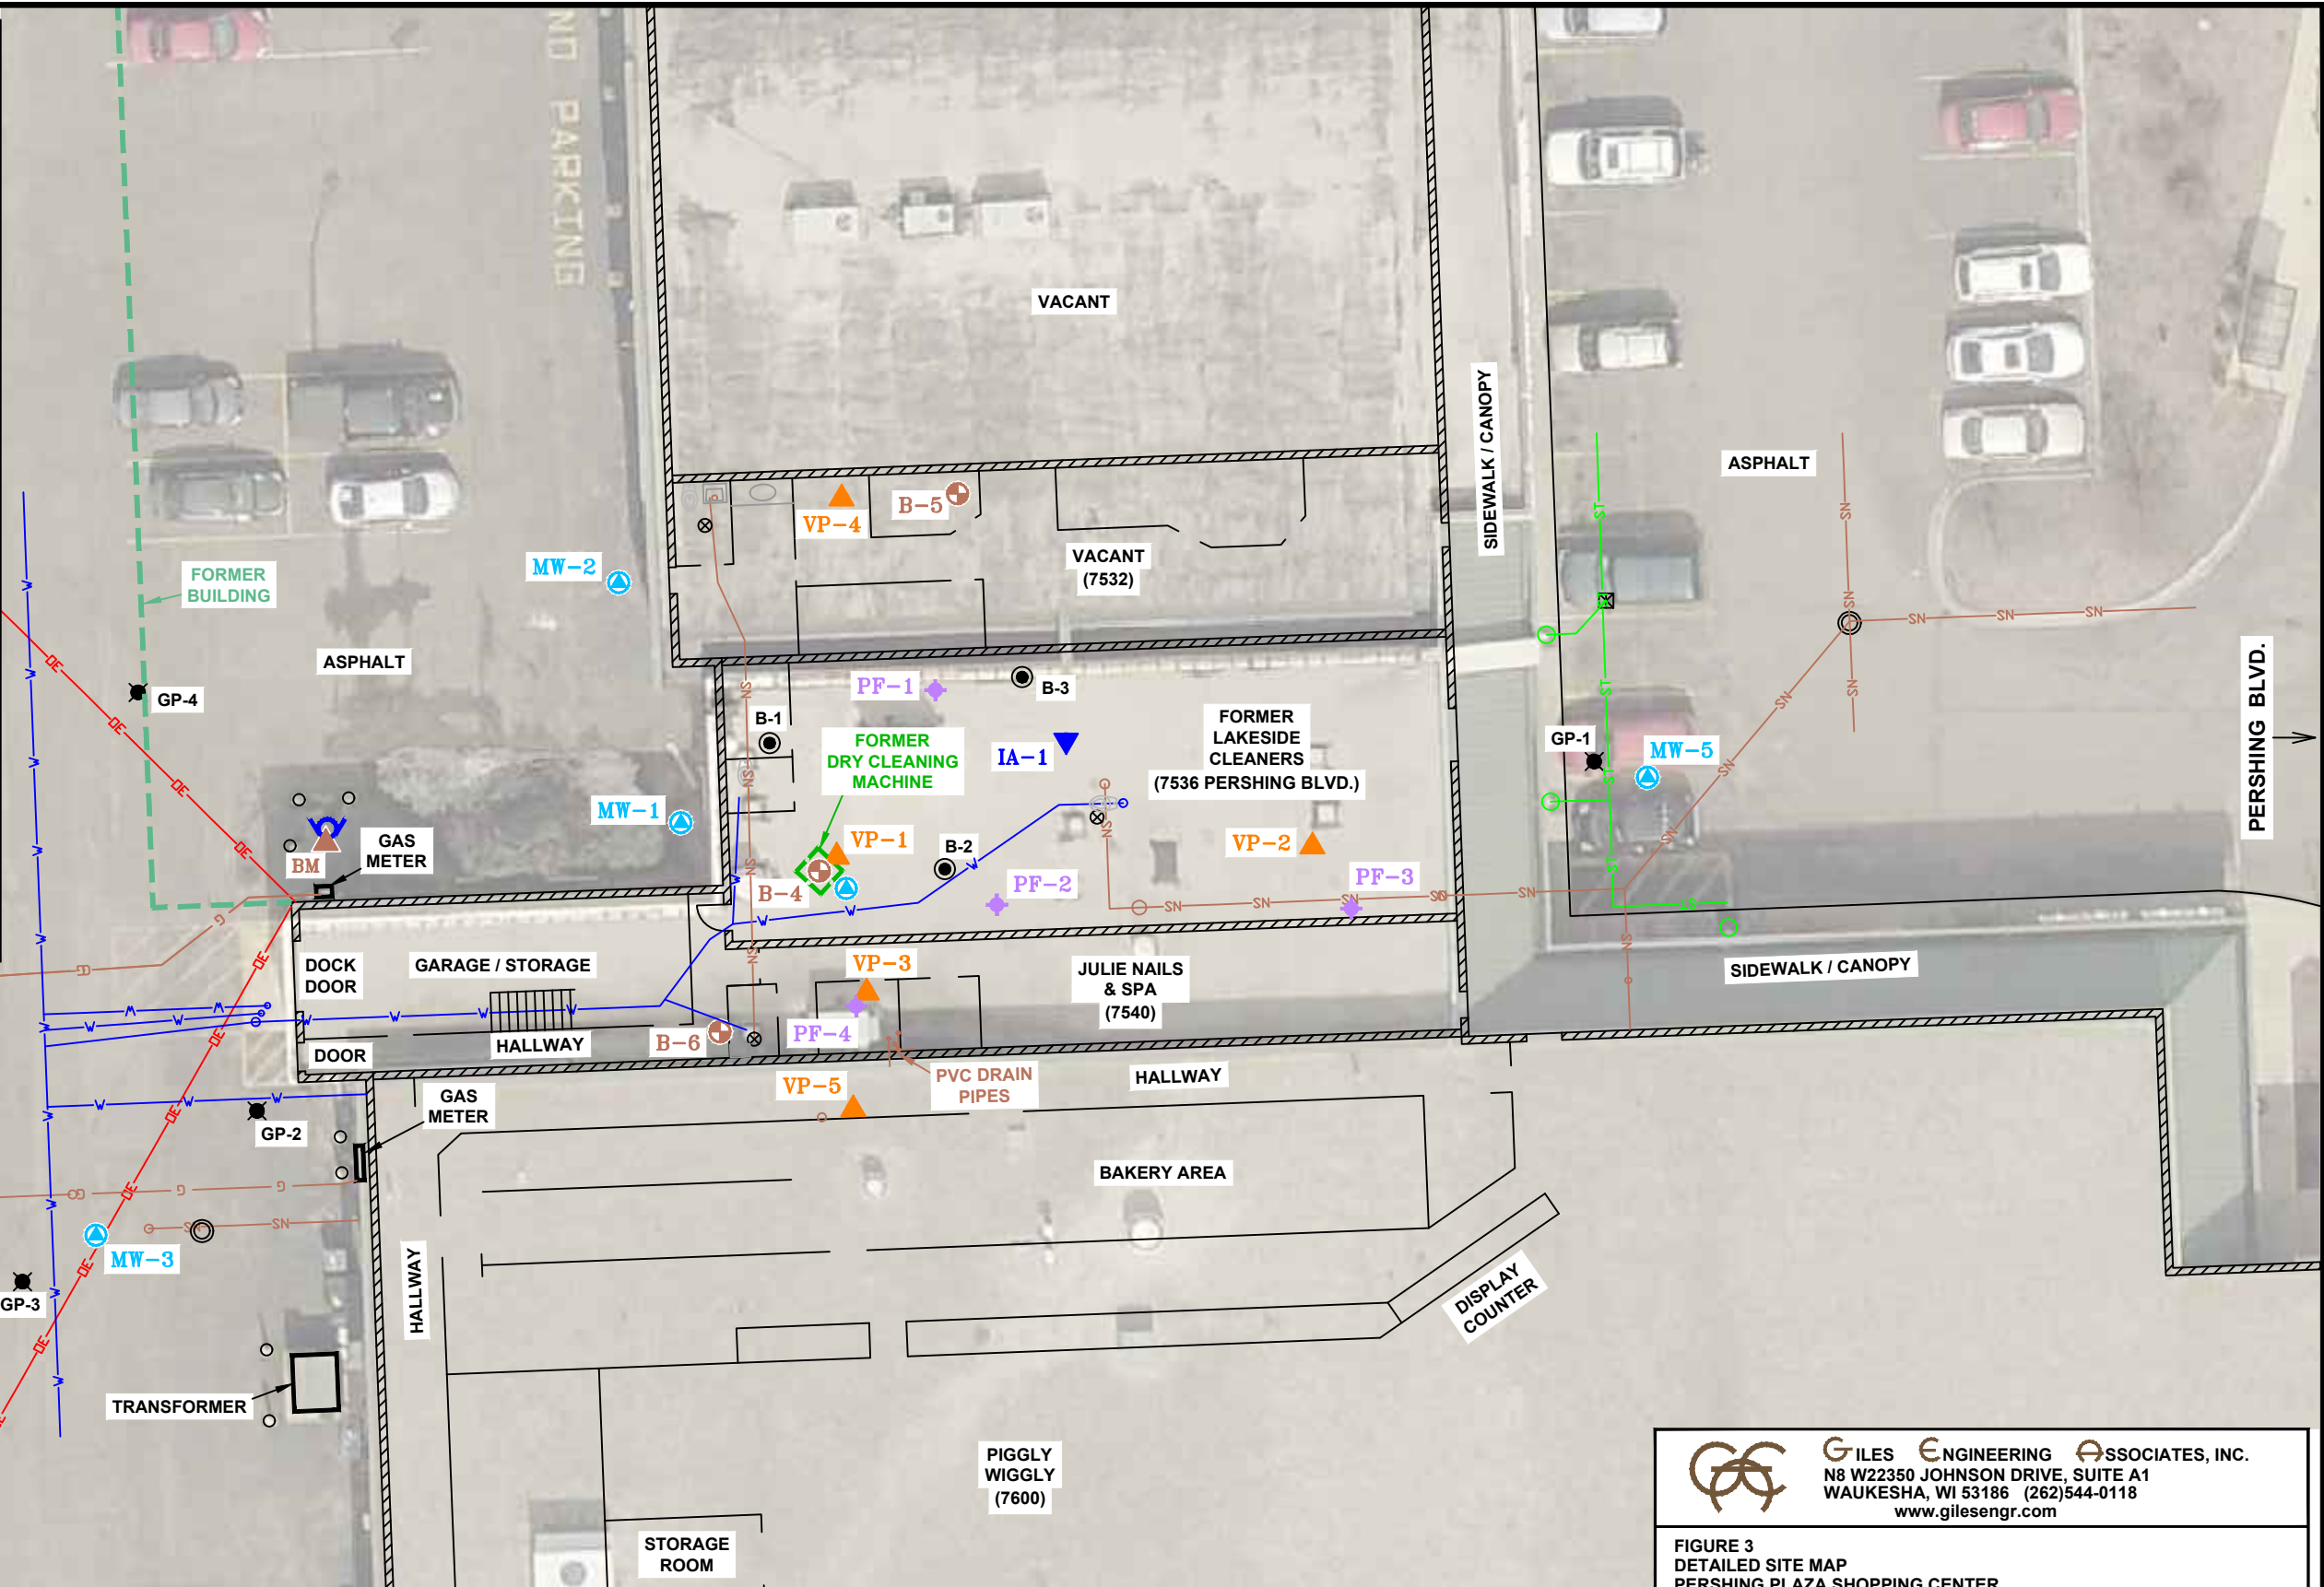 NO PARKING
VACANT
SIDEWALK / CANOPY
ASPHALT
VP-4
B-5
VACANT
(7532)
MW-2
FORMER
BUILDING
ASPHALT
GP-4
PF-1
B-3
B-1
FORMER
DRY CLEANING
MACHINE
IA-1
FORMER
LAKESIDE
CLEANERS
(7536 PERSHING BLVD.)
GP-1
MW-5
PERSHING BLVD.
MW-1
GAS
METER
BM
VP-1
B-2
VP-2
B-4
PF-2
PF-3
DOCK
DOOR
GARAGE / STORAGE
VP-3
JULIE NAILS
& SPA
(7540)
SIDEWALK / CANOPY
DOOR
HALLWAY
B-6
PF-4
PVC DRAIN
PIPES
HALLWAY
VP-5
GAS
METER
GP-2
BAKERY AREA
MW-3
GP-3
HALLWAY
DISPLAY
COUNTER
TRANSFORMER
PIGGLY
WIGGLY
(7600)
STORAGE
ROOM
GILES ENGINEERING ASSOCIATES, INC.
N8 W22350 JOHNSON DRIVE, SUITE A1
WAUKESHA, WI 53186 (262)544-0118
www.gilesengr.com
FIGURE 3
DETAILED SITE MAP
PERSHING PLAZA SHOPPING CENTER